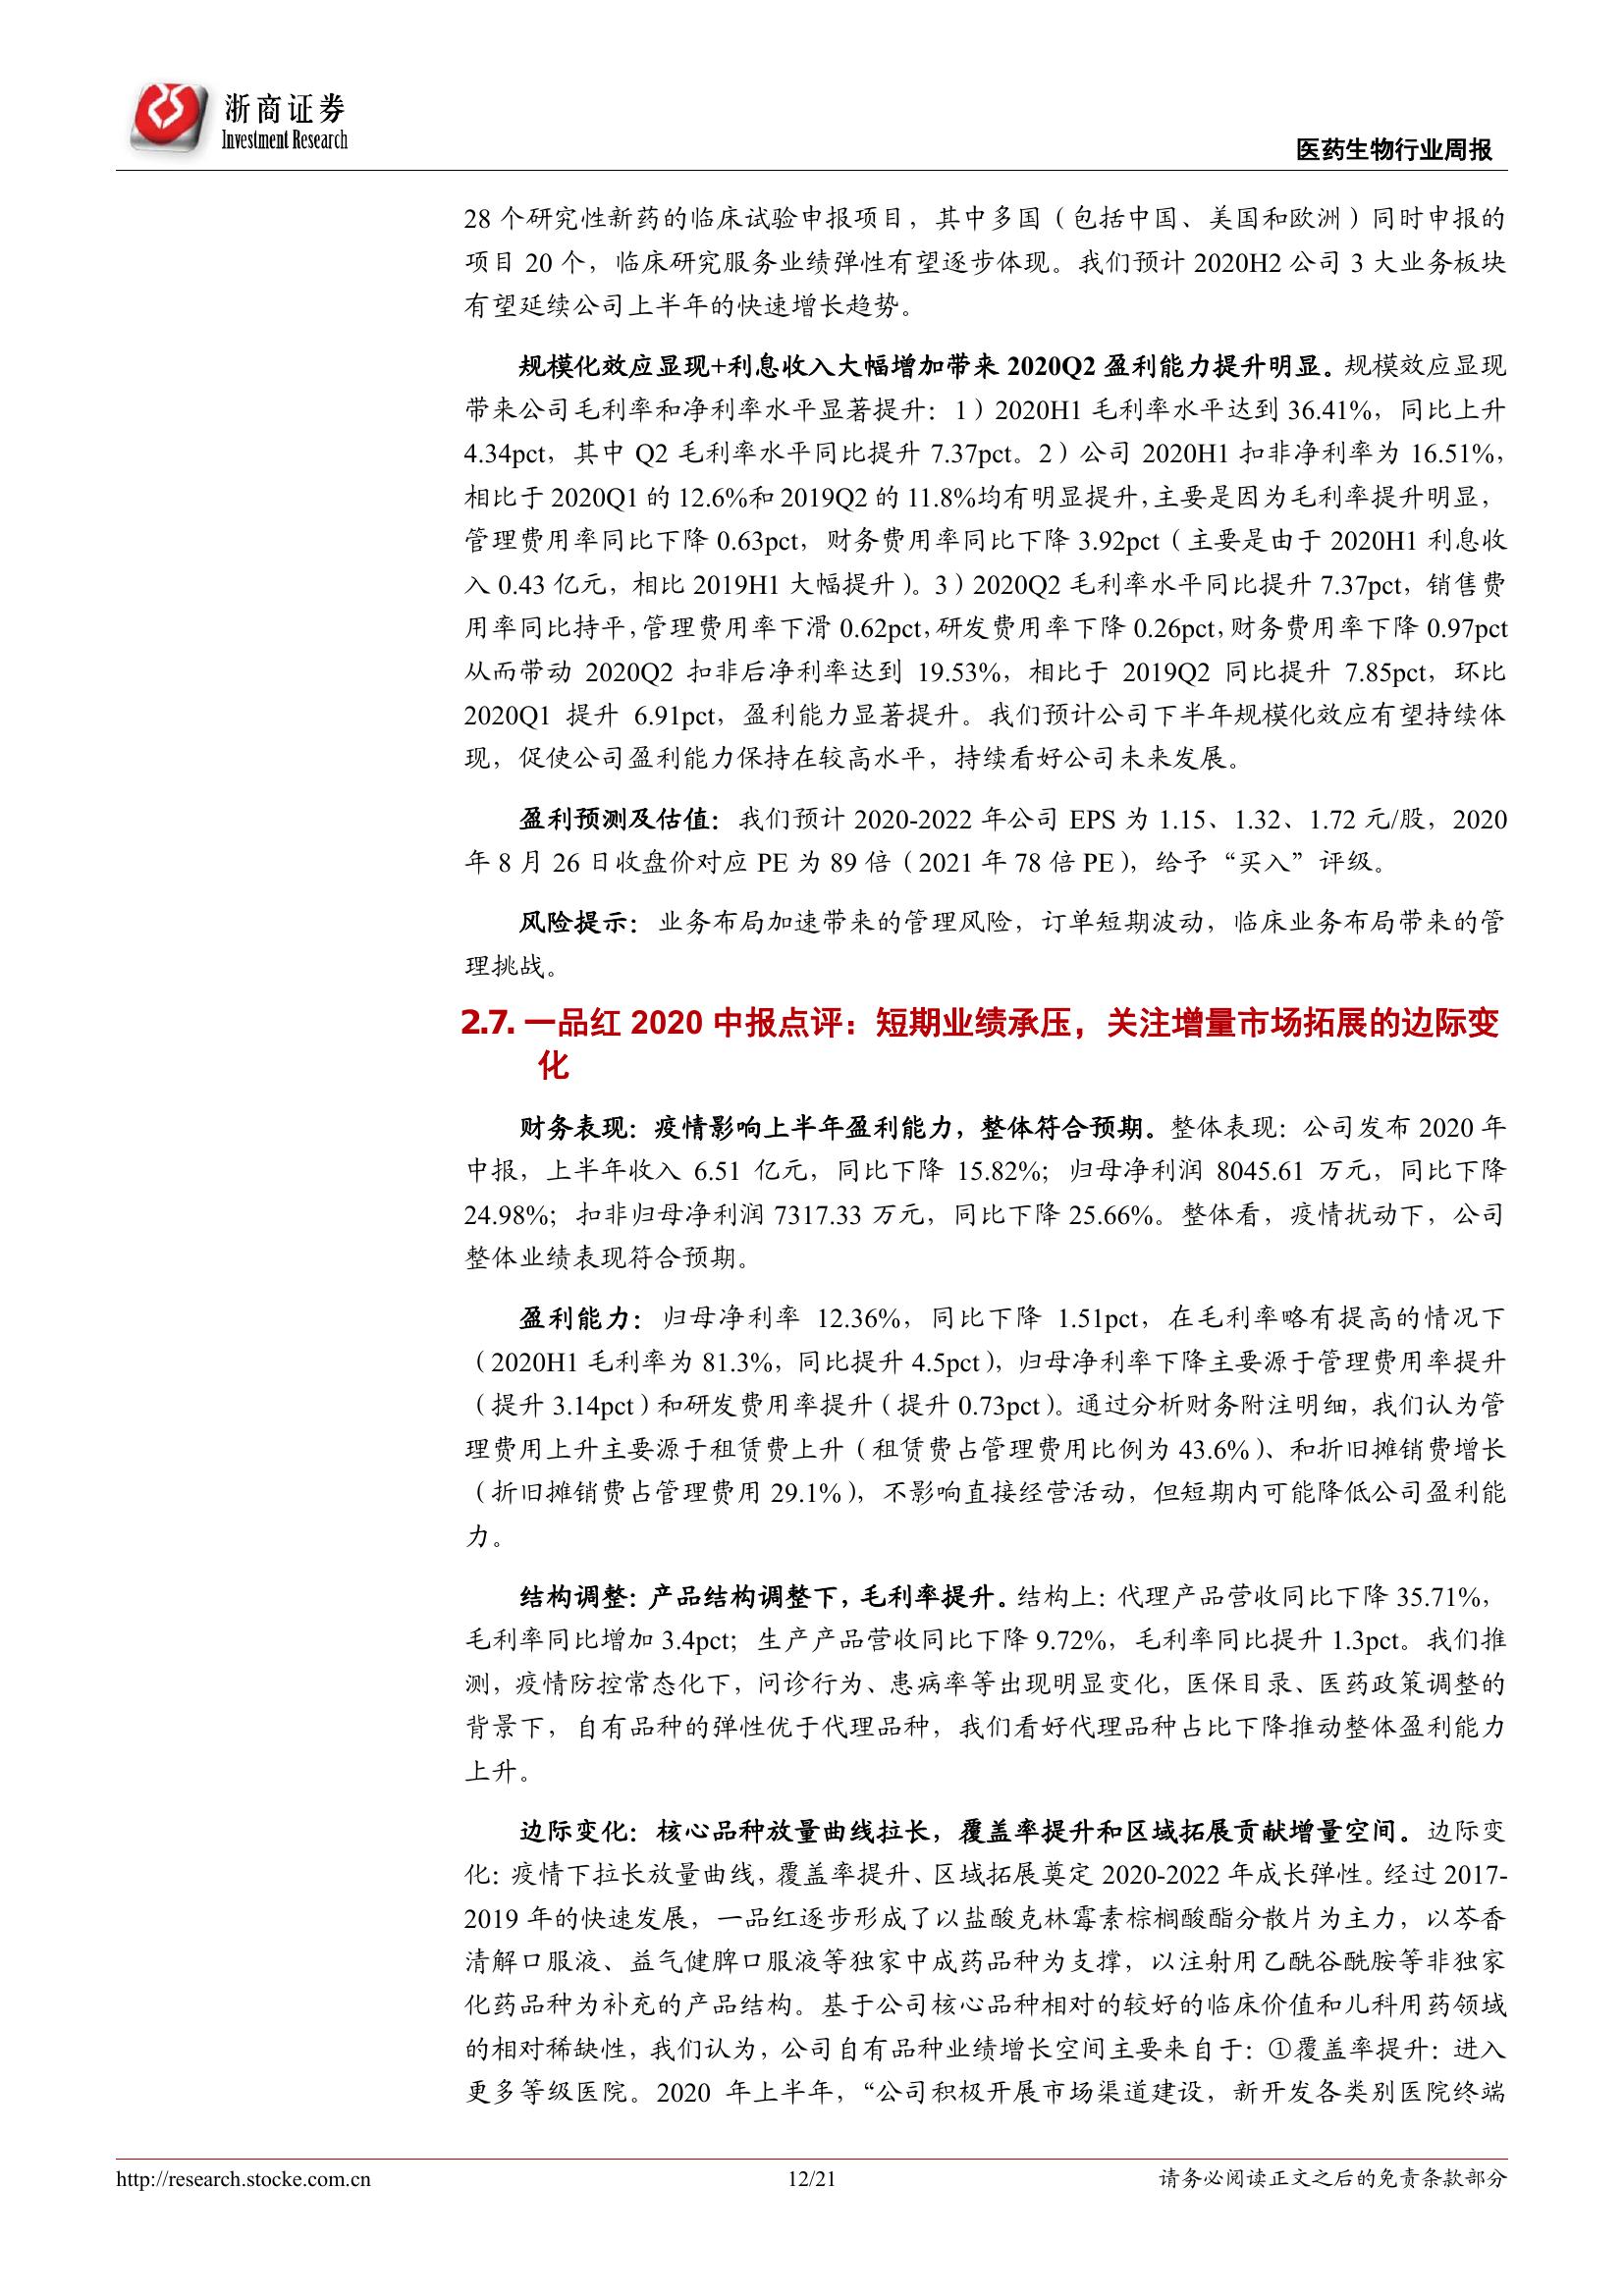 浙商证券
Investment Research
医药生物行业周报
28 个研究性新药的临床试验申报项目，其中多国（包括中国、美国和欧洲）同时申报的
项目 20 个，临床研究服务业绩弹性有望逐步体现。我们预计 2020H2 公司 3 大业务板块
有望延续公司上半年的快速增长趋势。
规模化效应显现+利息收入大幅增加带来 2020Q2 盈利能力提升明显。规模效应显现
带来公司毛利率和净利率水平显著提升：1）2020H1 毛利率水平达到 36.41%，同比上升
4.34pct，其中 Q2 毛利率水平同比提升 7.37pct。2）公司 2020H1 扣非净利率为 16.51%，
相比于 2020Q1 的 12.6%和 2019Q2 的 11.8%均有明显提升，主要是因为毛利率提升明显，
管理费用率同比下降 0.63pct，财务费用率同比下降 3.92pct（主要是由于 2020H1 利息收
入 0.43 亿元，相比 2019H1 大幅提升）。3）2020Q2 毛利率水平同比提升 7.37pct，销售费
用率同比持平，管理费用率下滑 0.62pct，研发费用率下降 0.26pct，财务费用率下降 0.97pct
从而带动 2020Q2 扣非后净利率达到 19.53%，相比于 2019Q2 同比提升 7.85pct，环比
2020Q1 提升 6.91pct，盈利能力显著提升。我们预计公司下半年规模化效应有望持续体
现，促使公司盈利能力保持在较高水平，持续看好公司未来发展。
盈利预测及估值：我们预计 2020-2022 年公司 EPS 为 1.15、1.32、1.72 元/股，2020
年 8 月 26 日收盘价对应 PE 为 89 倍（2021 年 78 倍 PE），给予“买入”评级。
风险提示：业务布局加速带来的管理风险，订单短期波动，临床业务布局带来的管
理挑战。
2.7. 一品红 2020 中报点评：短期业绩承压，关注增量市场拓展的边际变
化
财务表现：疫情影响上半年盈利能力，整体符合预期。整体表现：公司发布 2020 年
中报，上半年收入 6.51 亿元，同比下降 15.82%；归母净利润 8045.61 万元，同比下降
24.98%；扣非归母净利润 7317.33 万元，同比下降 25.66%。整体看，疫情扰动下，公司
整体业绩表现符合预期。
盈利能力：归母净利率 12.36%，同比下降 1.51pct，在毛利率略有提高的情况下
（2020H1 毛利率为 81.3%，同比提升 4.5pct），归母净利率下降主要源于管理费用率提升
（提升 3.14pct）和研发费用率提升（提升 0.73pct）。通过分析财务附注明细，我们认为管
理费用上升主要源于租赁费上升（租赁费占管理费用比例为 43.6%）、和折旧摊销费增长
（折旧摊销费占管理费用 29.1%），不影响直接经营活动，但短期内可能降低公司盈利能
力。
结构调整：产品结构调整下，毛利率提升。结构上：代理产品营收同比下降 35.71%，
毛利率同比增加 3.4pct；生产产品营收同比下降 9.72%，毛利率同比提升 1.3pct。我们推
测，疫情防控常态化下，问诊行为、患病率等出现明显变化，医保目录、医药政策调整的
背景下，自有品种的弹性优于代理品种，我们看好代理品种占比下降推动整体盈利能力
上升。
边际变化：核心品种放量曲线拉长，覆盖率提升和区域拓展贡献增量空间。边际变
化：疫情下拉长放量曲线，覆盖率提升、区域拓展奠定 2020-2022 年成长弹性。经过 2017-
2019 年的快速发展，一品红逐步形成了以盐酸克林霉素棕榈酸酯分散片为主力，以芩香
清解口服液、益气健脾口服液等独家中成药品种为支撑，以注射用乙酰谷酰胺等非独家
化药品种为补充的产品结构。基于公司核心品种相对的较好的临床价值和儿科用药领域
的相对稀缺性，我们认为，公司自有品种业绩增长空间主要来自于：①覆盖率提升：进入
更多等级医院。2020 年上半年，“公司积极开展市场渠道建设，新开发各类别医院终端
http://research.stocke.com.cn
12/21
请务必阅读正文之后的免责条款部分